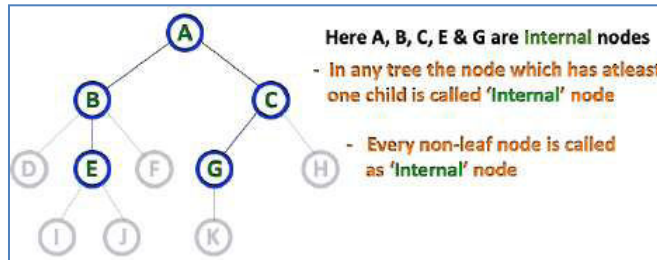 A
Here A, B, C, E & G are Internal nodes
- In any tree the node which has atleast
one child is called 'Internal' node
B
C
- Every non-leaf node is called
as 'Internal' node
D
E
F
G
H
I
J
K